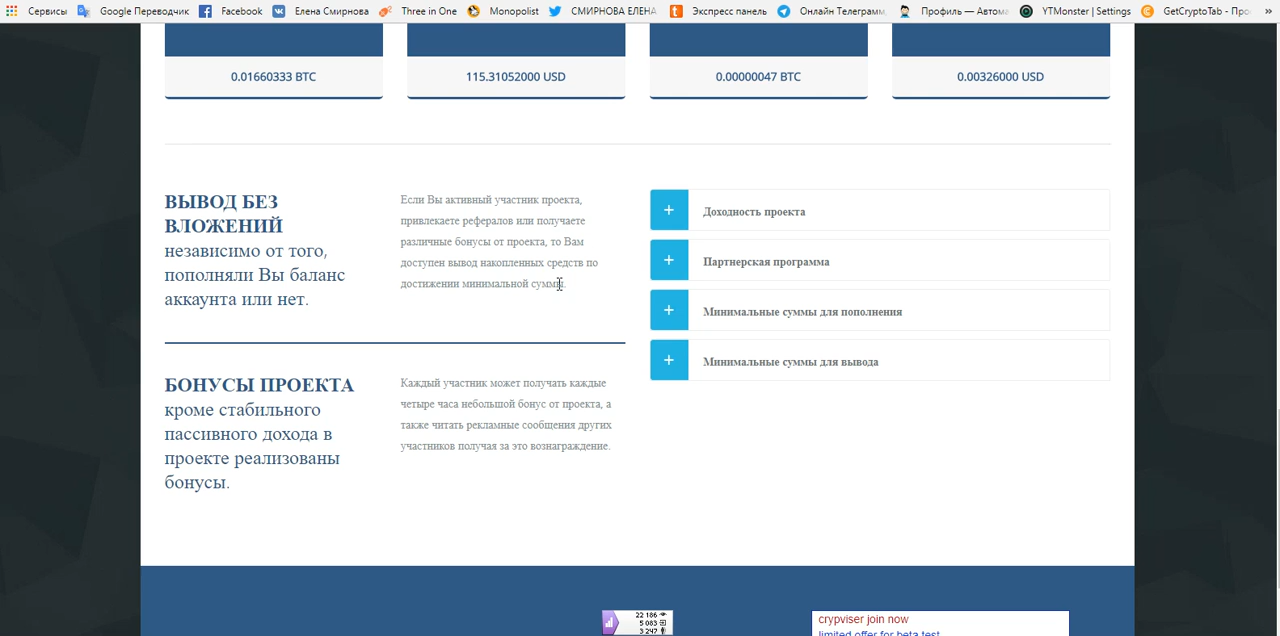 Сервисы
Google Переводчик
Facebook
Елена Смирнова
Three in One
Monopolist
СМИРНОВА ЕЛЕНА
Экспресс панель
Онлайн Телеграмм
Профиль — Автома
YTMonster | Settings
GetCryptoTab - Про
»
0.01660333 BTC
115.31052000 USD
0.00000047 BTC
0.00326000 USD
ВЫВОД БЕЗ
ВЛОЖЕНИЙ
независимо от того,
пополняли Вы баланс
аккаунта или нет.
Если Вы активный участник проекта,
привлекаете рефералов или получаете
различные бонусы от проекта, то Вам
доступен вывод накопленных средств по
достижении минимальной суммы.
БОНУСЫ ПРОЕКТА
кроме стабильного
пассивного дохода в
проекте реализованы
бонусы.
Каждый участник может получать каждые
четыре часа небольшой бонус от проекта, а
также читать рекламные сообщения других
участников получая за это вознаграждение.
+ Доходность проекта
+ Партнерская программа
+ Минимальные суммы для пополнения
+ Минимальные суммы для вывода
22 186
5 083
3 247
crypviser join now
limited offer for beta test